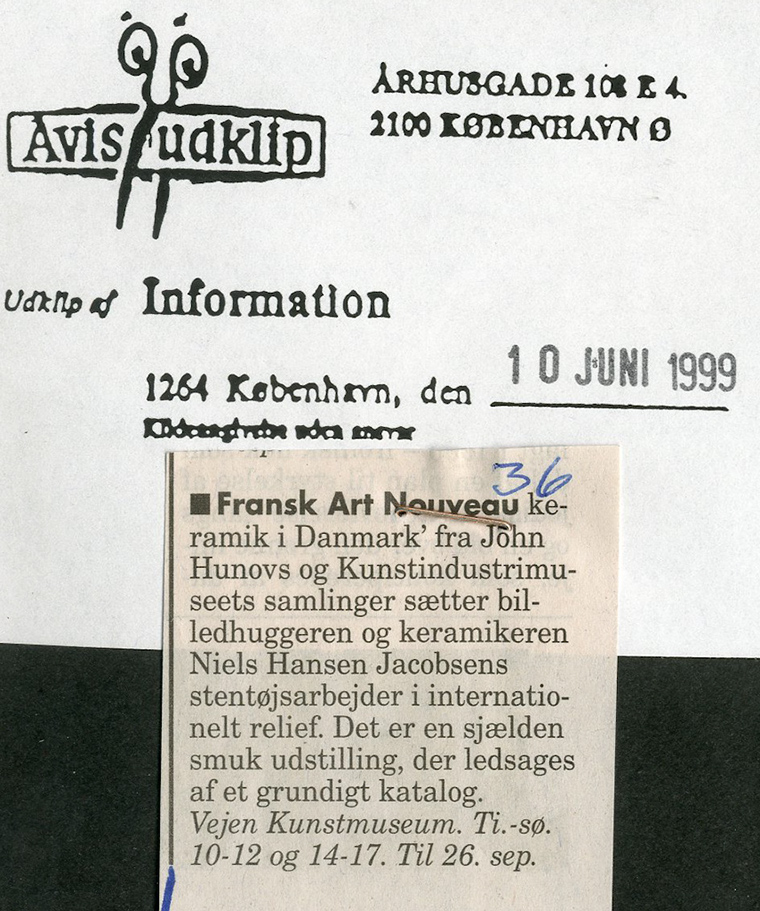 Avis udklip
ÅRHUSGADE 108 E 4.
2100 KØBENHAVN Ø
Udklip af Information
1264 København, den 10 JUNI 1999
36
■ Fransk Art Nouveau ke-
ramik i Danmark' fra John
Hunovs og Kunstindustrimu-
seets samlinger sætter bil-
ledhuggeren og keramikeren
Niels Hansen Jacobsens
stentøjsarbejder i internatio-
nelt relief. Det er en sjælden
smuk udstilling, der ledsages
af et grundigt katalog.
Vejen Kunstmuseum. Ti.-sø.
10-12 og 14-17. Til 26. sep.